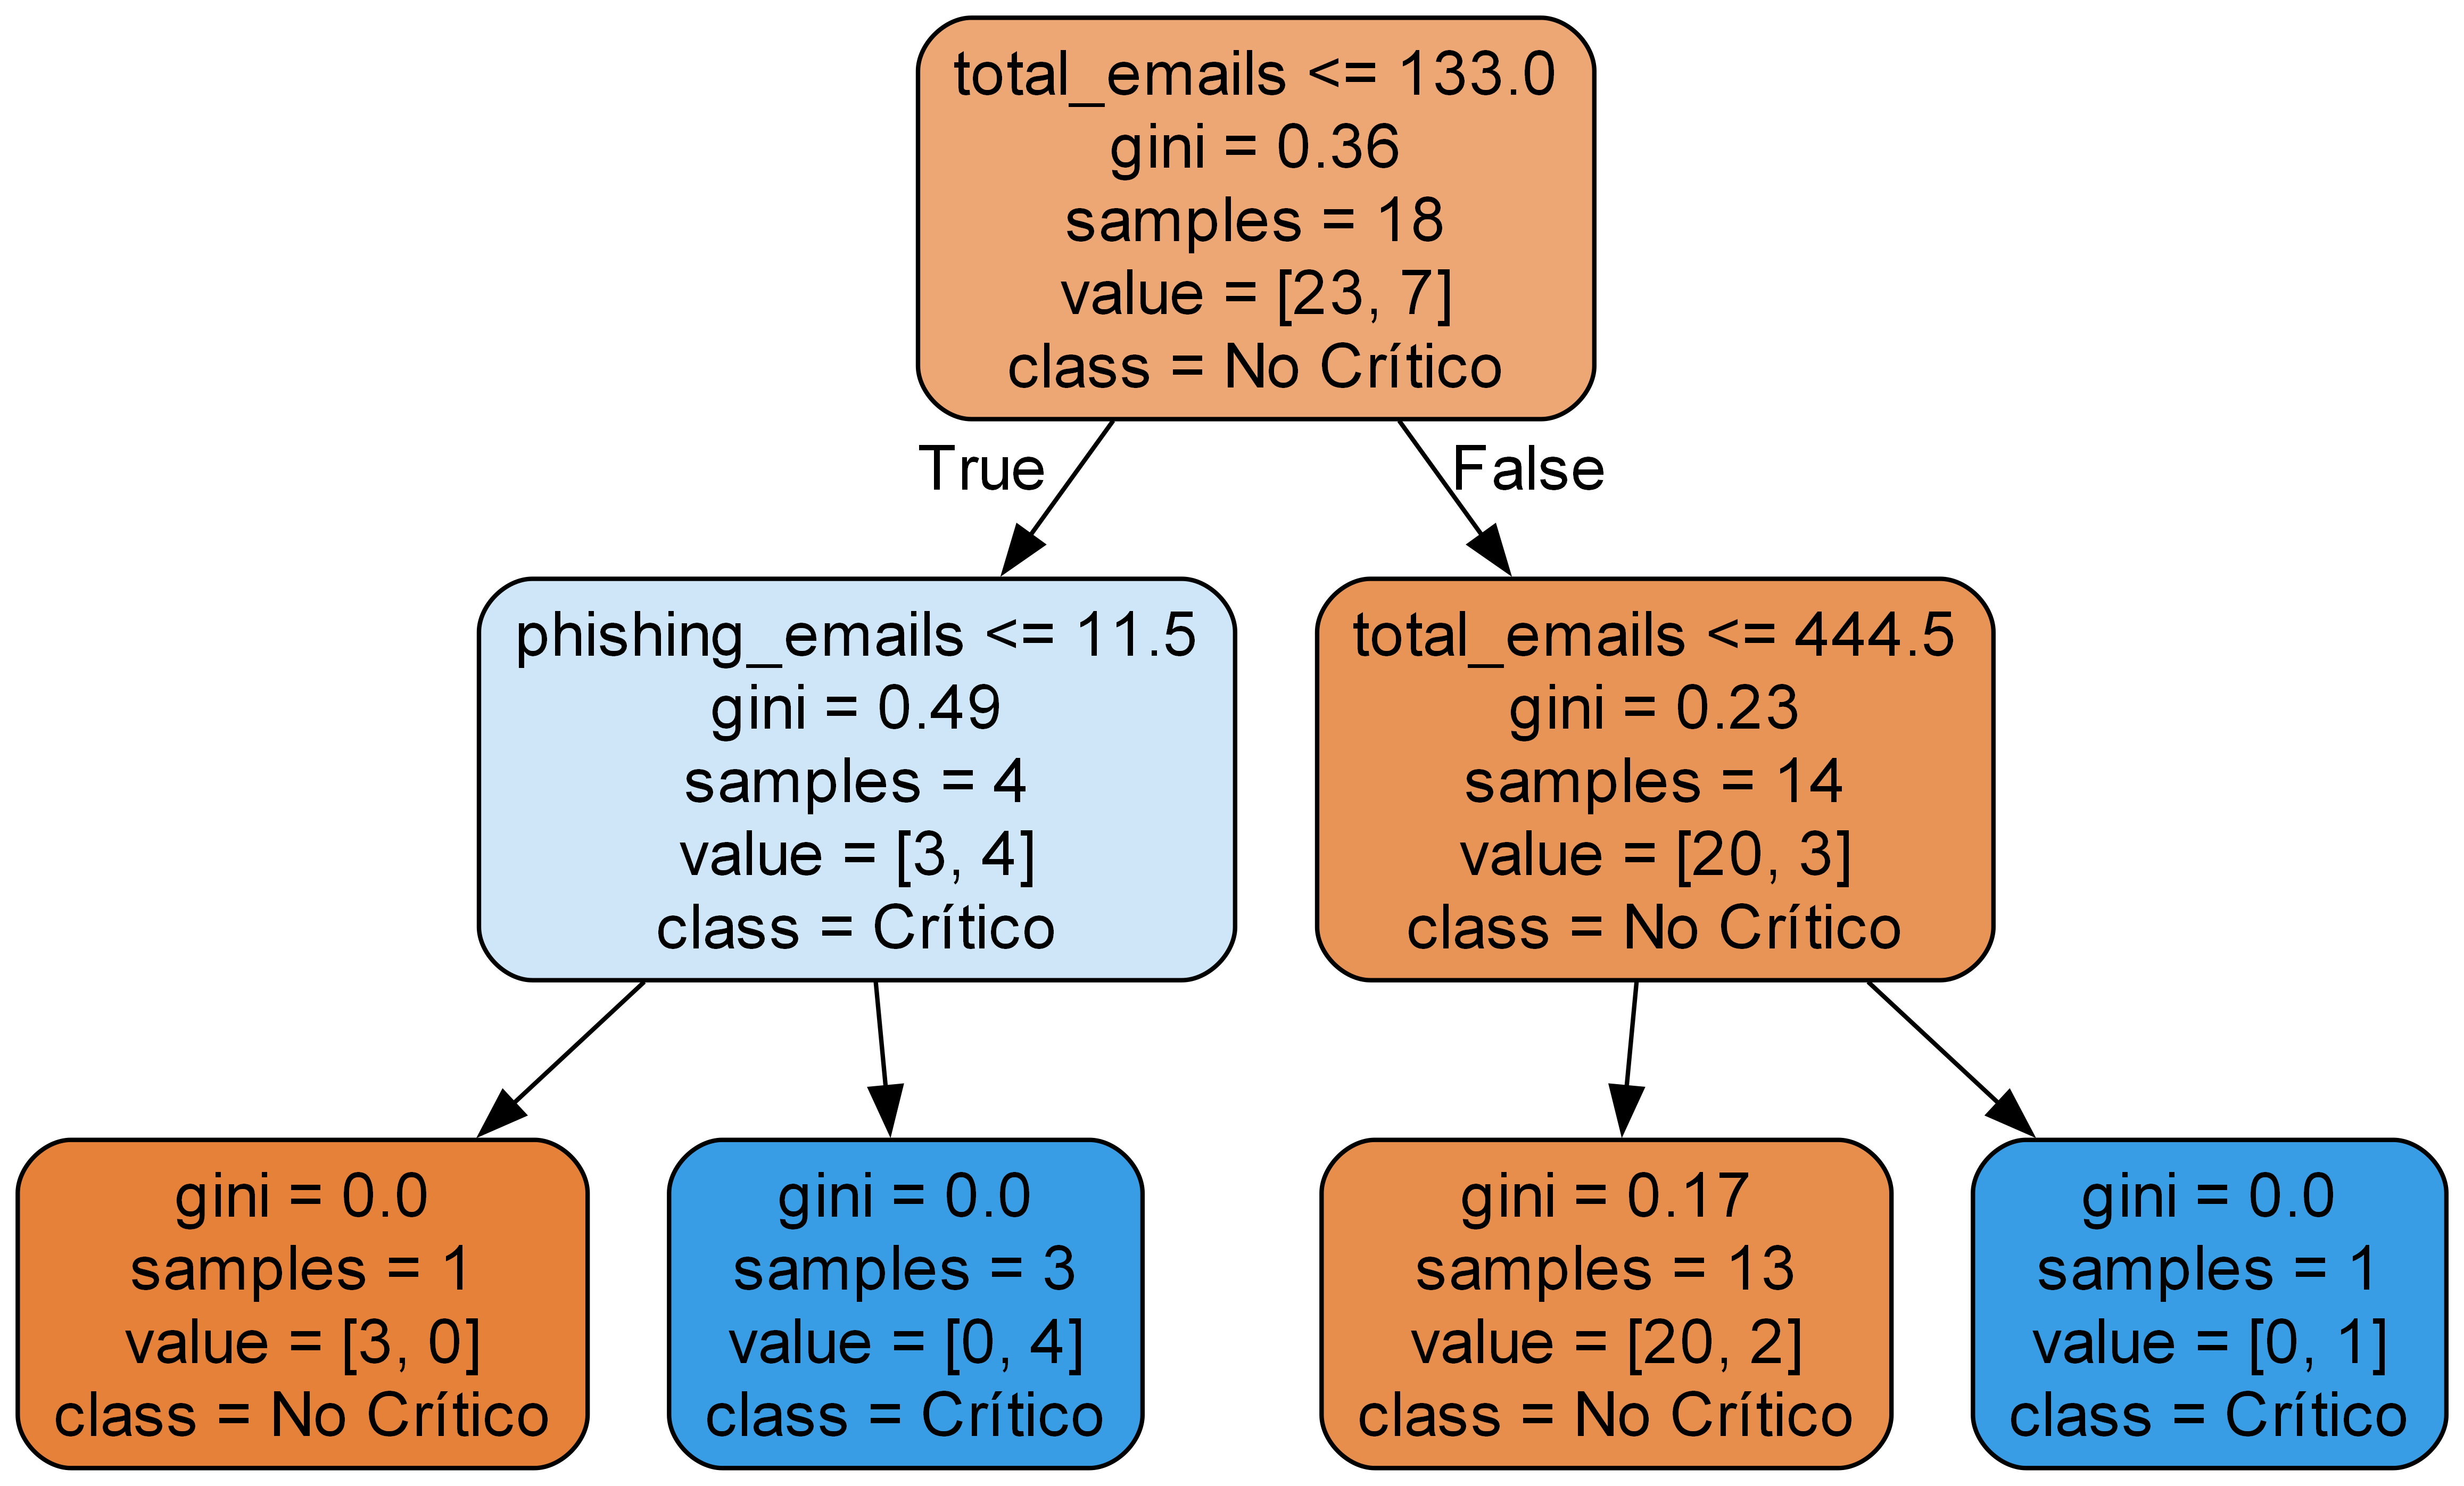 total_emails <= 133.0
gini = 0.36
samples = 18
value = [23, 7]
class = No Crítico
True
False
phishing_emails <= 11.5
gini = 0.49
samples = 4
value = [3, 4]
class = Crítico
total_emails <= 444.5
gini = 0.23
samples = 14
value = [20, 3]
class = No Crítico
gini = 0.0
samples = 1
value = [3, 0]
class = No Crítico
gini = 0.0
samples = 3
value = [0, 4]
class = Crítico
gini = 0.17
samples = 13
value = [20, 2]
class = No Crítico
gini = 0.0
samples = 1
value = [0, 1]
class = Crítico